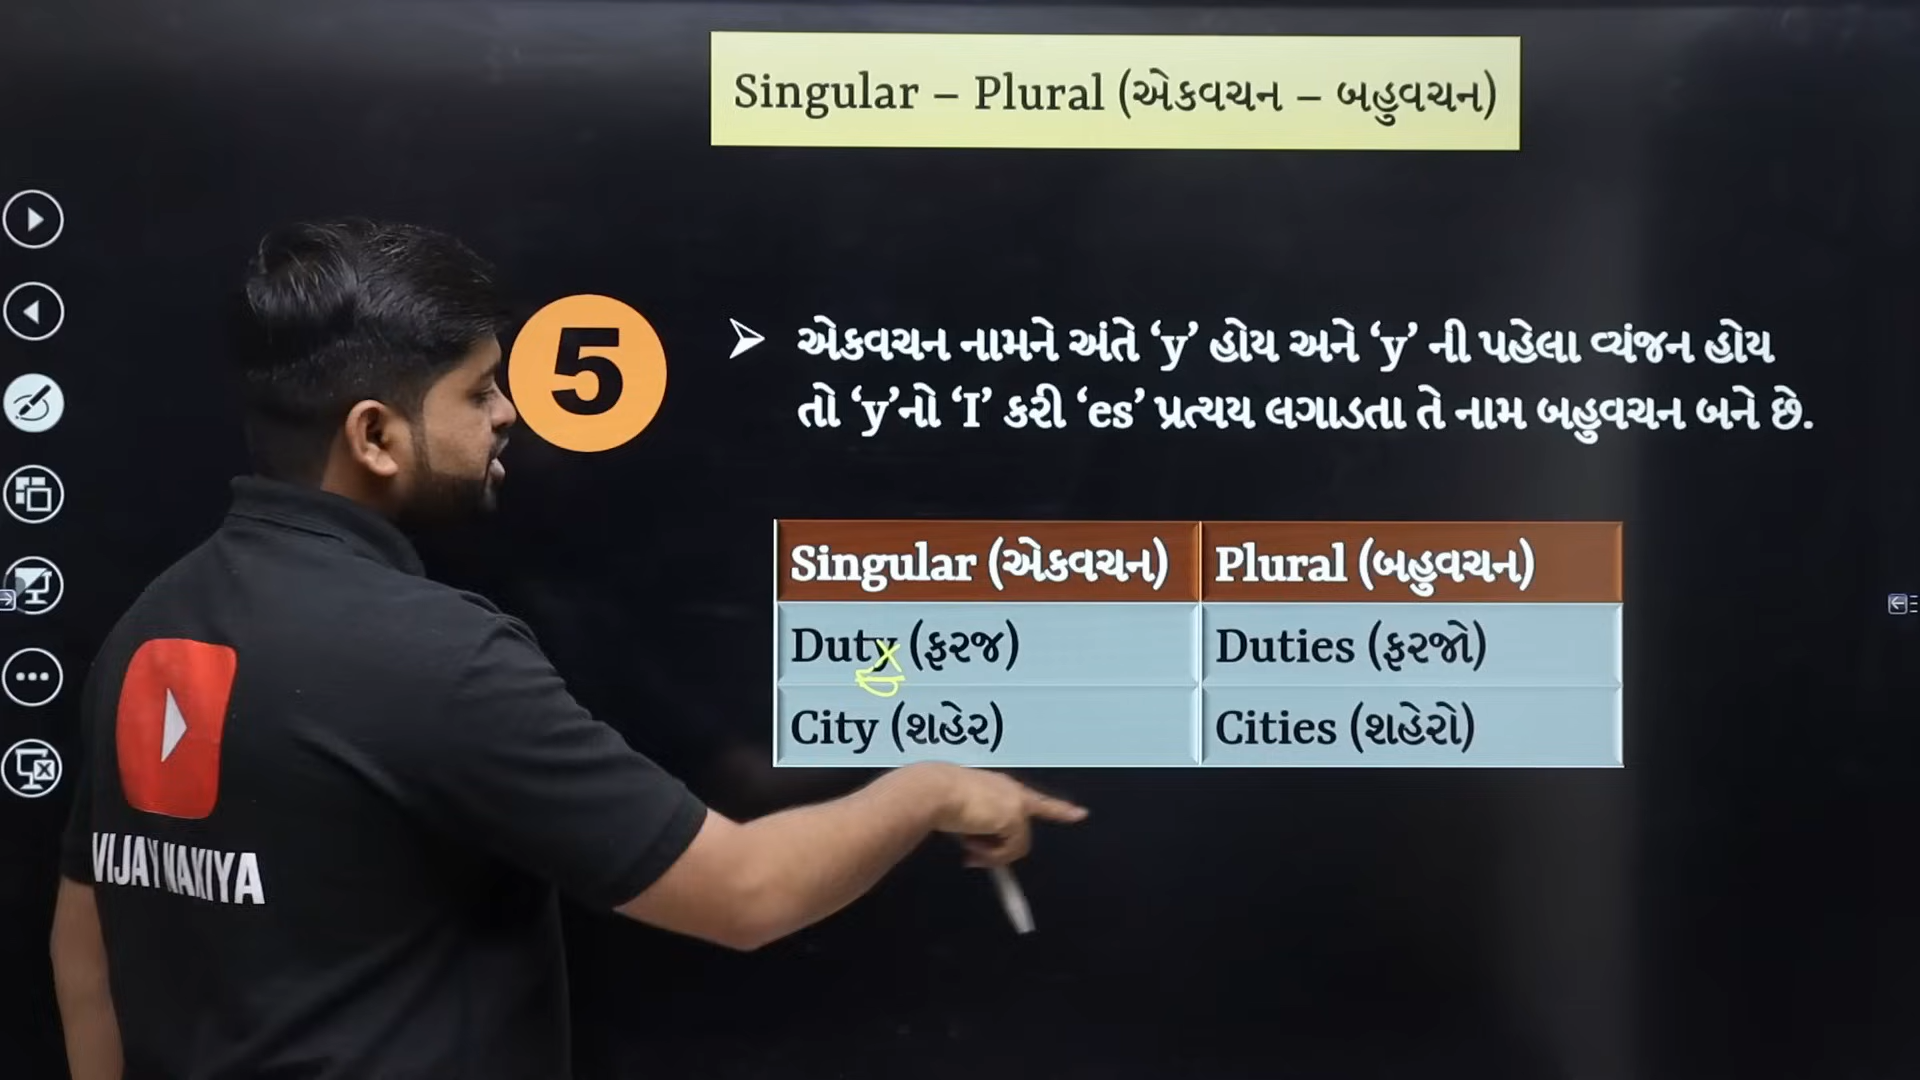 Singular – Plural (એકવચન – બહુવચન)
5
➢ એકવચન નામને અંતે ‘y’ હોય અને ‘y’ ની પહેલા વ્યંજન હોય
તો ‘y’નો ‘I’ કરી ‘es’ પ્રત્યય લગાડતા તે નામ બહુવચન બને છે.
Singular (એકવચન) Plural (બહુવચન)
Duty (ફરજ) Duties (ફરજો)
City (શહેર) Cities (શહેરો)
VIJAY NAKIYA